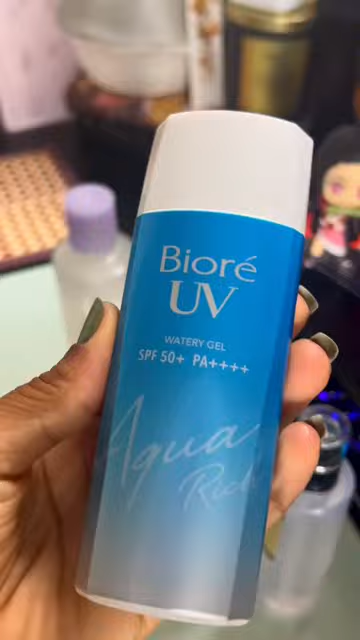 Bioré
UV
WATERY GEL
SPF 50+ PA++++
Aqua
Rich